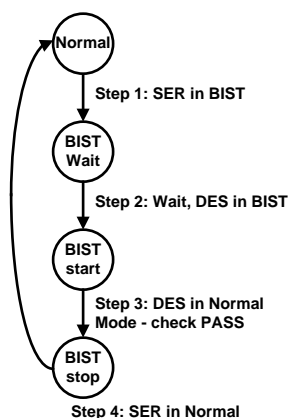 Normal
Step 1: SER in BIST
BIST
Wait
Step 2: Wait, DES in BIST
BIST
start
Step 3: DES in Normal
Mode - check PASS
BIST
stop
Step 4: SER in Normal